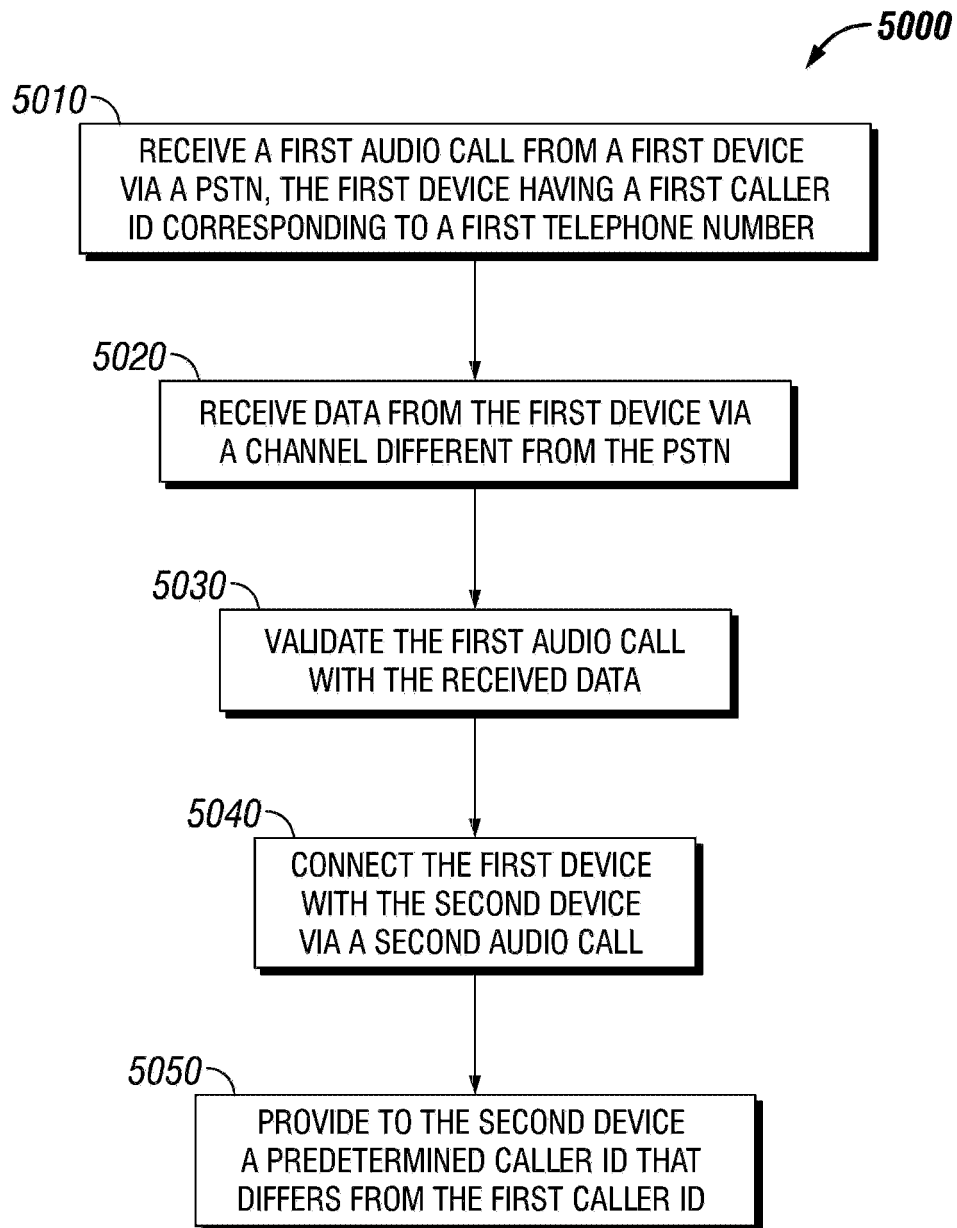 5000
5010
RECEIVE A FIRST AUDIO CALL FROM A FIRST DEVICE
VIA A PSTN, THE FIRST DEVICE HAVING A FIRST CALLER
ID CORRESPONDING TO A FIRST TELEPHONE NUMBER
5020
RECEIVE DATA FROM THE FIRST DEVICE VIA
A CHANNEL DIFFERENT FROM THE PSTN
5030
VALIDATE THE FIRST AUDIO CALL
WITH THE RECEIVED DATA
5040
CONNECT THE FIRST DEVICE
WITH THE SECOND DEVICE
VIA A SECOND AUDIO CALL
5050
PROVIDE TO THE SECOND DEVICE
A PREDETERMINED CALLER ID THAT
DIFFERS FROM THE FIRST CALLER ID